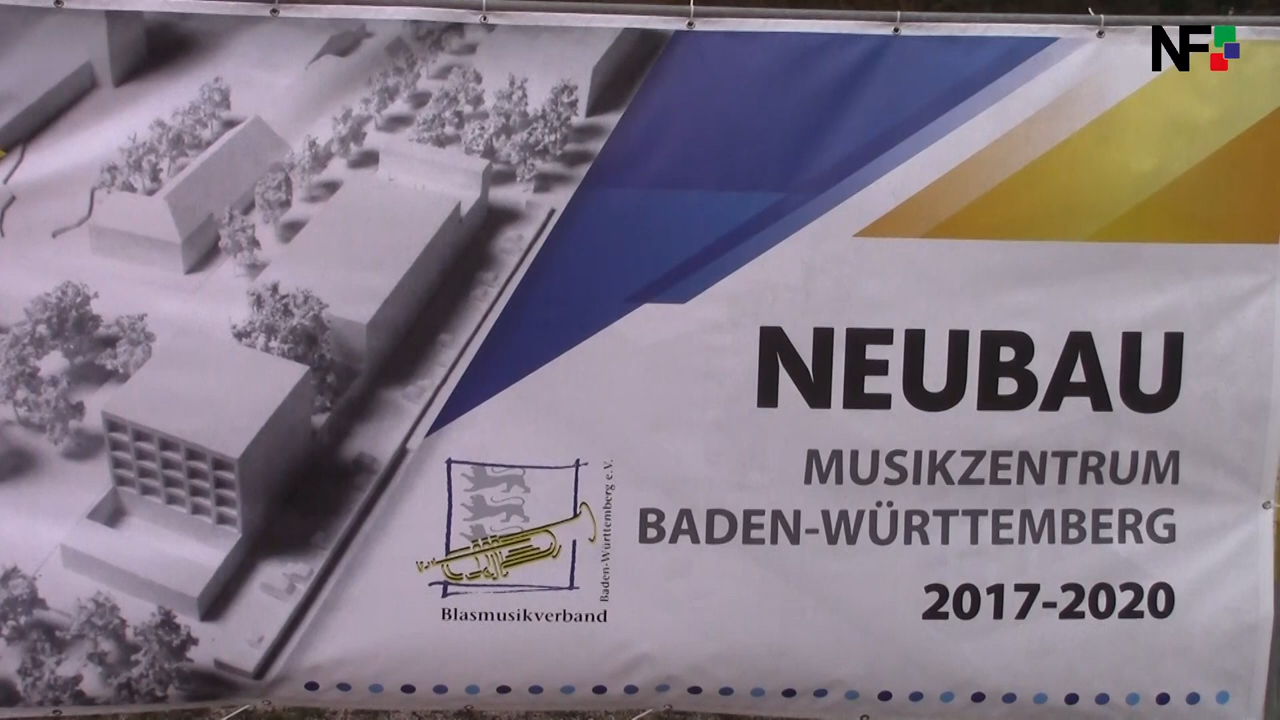 NF
NEUBAU
MUSIKZENTRUM
BADEN-WÜRTTEMBERG
2017-2020
Baden-Württemberg e.V.
Blasmusikverband